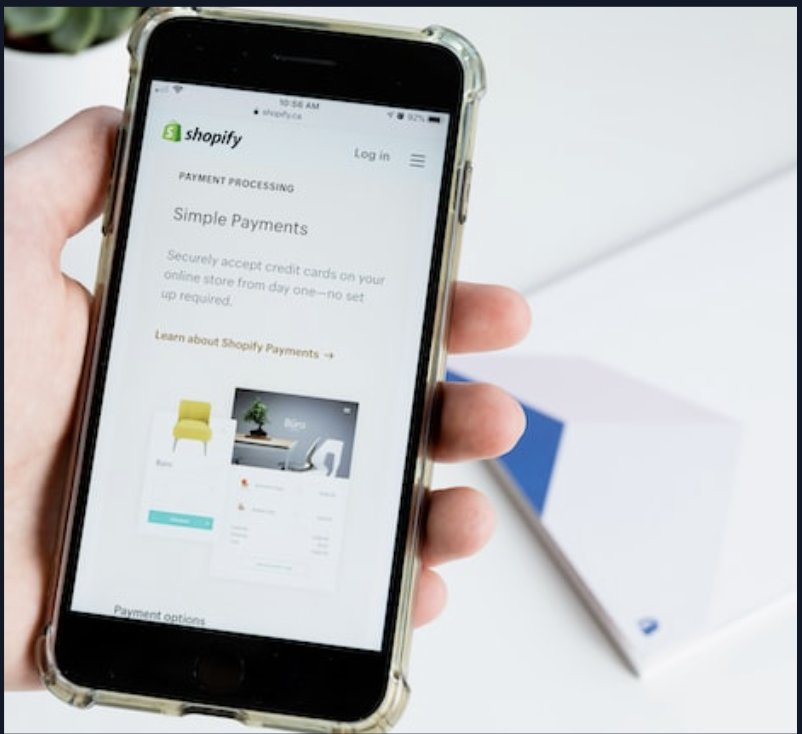 10:56 AM
shopify.ca
92%
shopify
Log in
PAYMENT PROCESSING
Simple Payments
Securely accept credit cards on your
online store from day one—no set
up required.
Learn about Shopify Payments →
Büro
Payment options